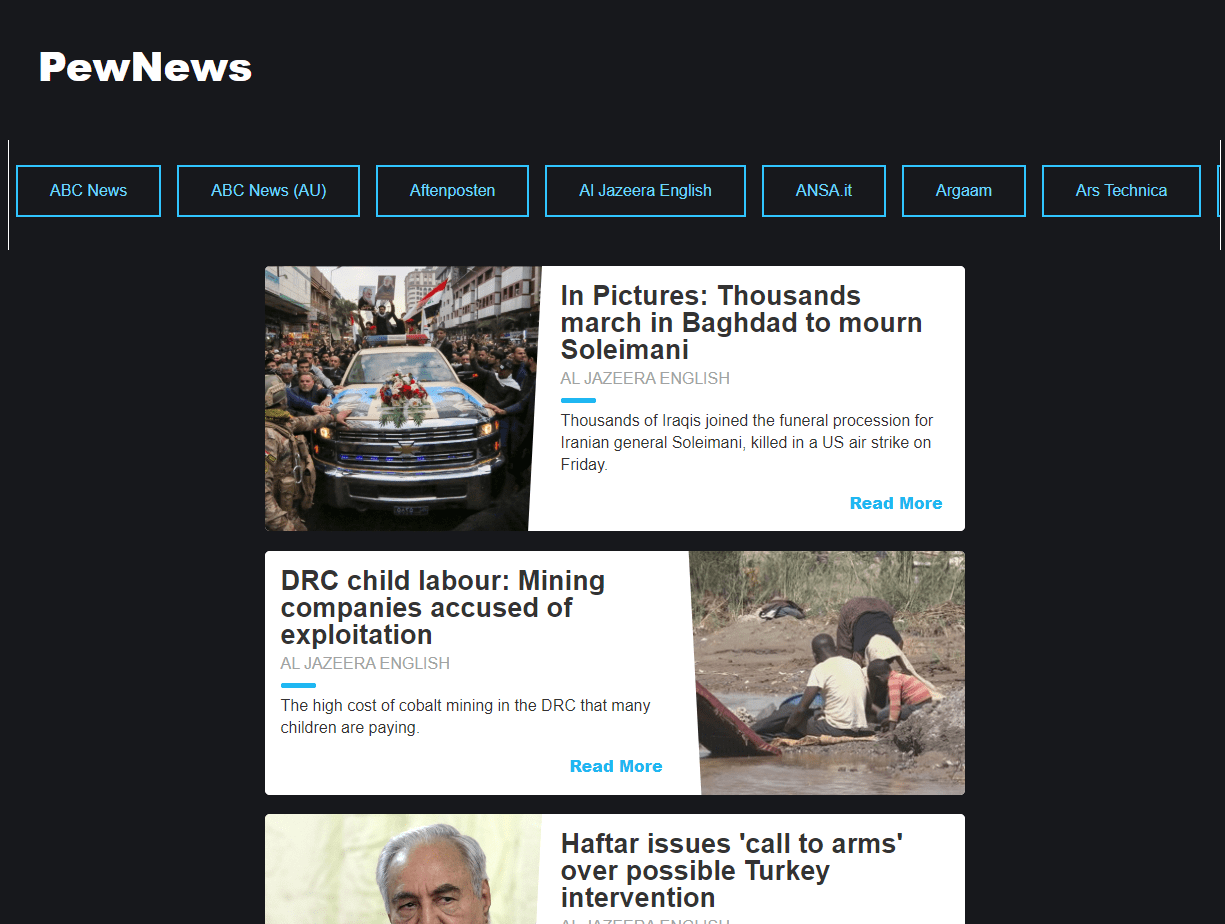 PewNews
ABC News
ABC News (AU)
Aftenposten
Al Jazeera English
ANSA.it
Argaam
Ars Technica
In Pictures: Thousands
march in Baghdad to mourn
Soleimani
AL JAZEERA ENGLISH
Thousands of Iraqis joined the funeral procession for
Iranian general Soleimani, killed in a US air strike on
Friday.
Read More
DRC child labour: Mining
companies accused of
exploitation
AL JAZEERA ENGLISH
The high cost of cobalt mining in the DRC that many
children are paying.
Read More
Haftar issues 'call to arms'
over possible Turkey
intervention
AL JAZEERA ENGLISH